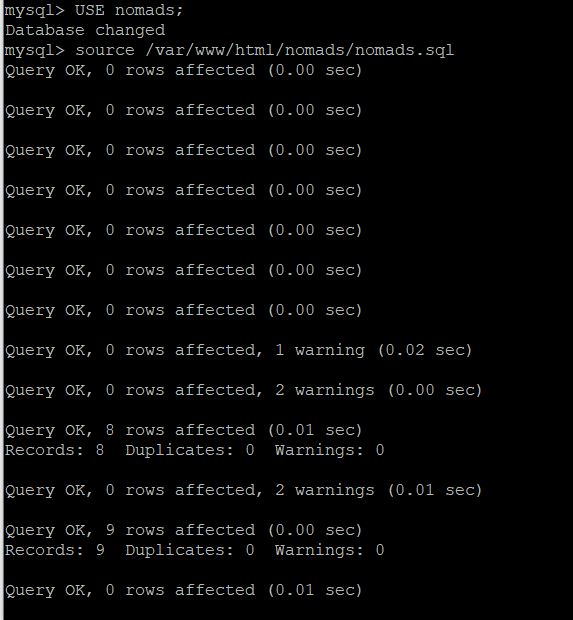 mysql> USE nomads;
Database changed
mysql> source /var/www/html/nomads/nomads.sql
Query OK, 0 rows affected (0.00 sec)
Query OK, 0 rows affected (0.00 sec)
Query OK, 0 rows affected (0.00 sec)
Query OK, 0 rows affected (0.00 sec)
Query OK, 0 rows affected (0.00 sec)
Query OK, 0 rows affected (0.00 sec)
Query OK, 0 rows affected (0.00 sec)
Query OK, 0 rows affected, 1 warning (0.02 sec)
Query OK, 0 rows affected, 2 warnings (0.00 sec)
Query OK, 8 rows affected (0.01 sec)
Records: 8  Duplicates: 0  Warnings: 0
Query OK, 0 rows affected, 2 warnings (0.01 sec)
Query OK, 9 rows affected (0.00 sec)
Records: 9  Duplicates: 0  Warnings: 0
Query OK, 0 rows affected (0.01 sec)